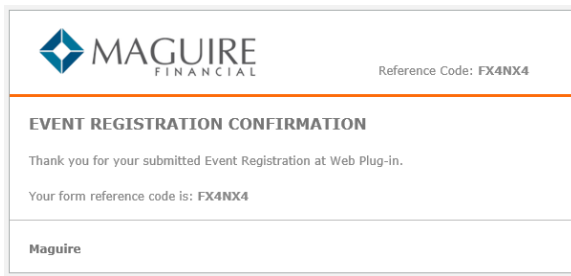 MAGUIRE
FINANCIAL
Reference Code: FX4NX4
EVENT REGISTRATION CONFIRMATION
Thank you for your submitted Event Registration at Web Plug-in.
Your form reference code is: FX4NX4
Maguire